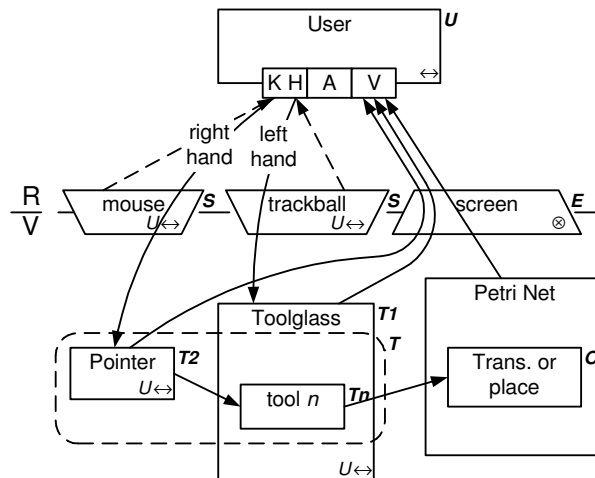 User
U
↔
K H
A
V
right
hand
left
hand
R
V
mouse
S
U↔
trackball
S
U↔
screen
E
⊗
Toolglass
T1
Petri Net
T
Pointer
T2
U↔
tool n
Tn
Trans. or
place
O
U↔